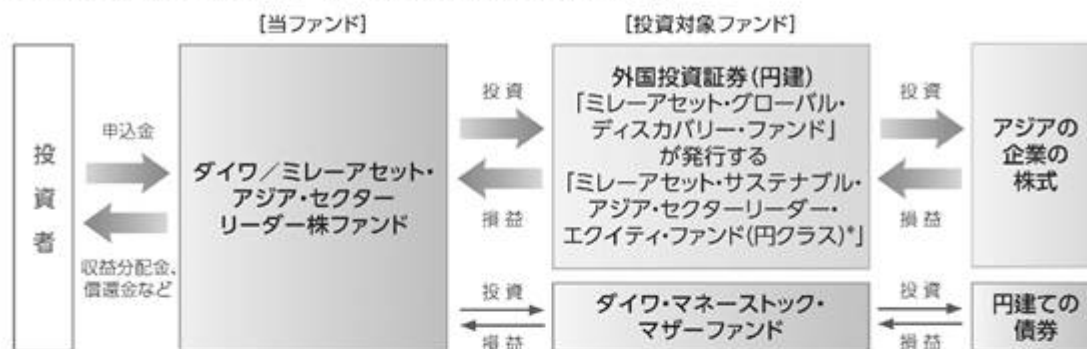 [当ファンド]
[投資対象ファンド]
投資者
申込金
収益分配金、
償還金など
ダイワ／ミレーアセット・
アジア・セクター
リーダー株ファンド
投資
損益
外国投資証券(円建)
「ミレーアセット・グローバル・
ディスカバリー・ファンド」
が発行する
「ミレーアセット・サステナブル・
アジア・セクターリーダー・
エクイティ・ファンド(円クラス)*」
投資
損益
アジアの
企業の
株式
投資
損益
ダイワ・マネーストック・
マザーファンド
投資
損益
円建ての
債券